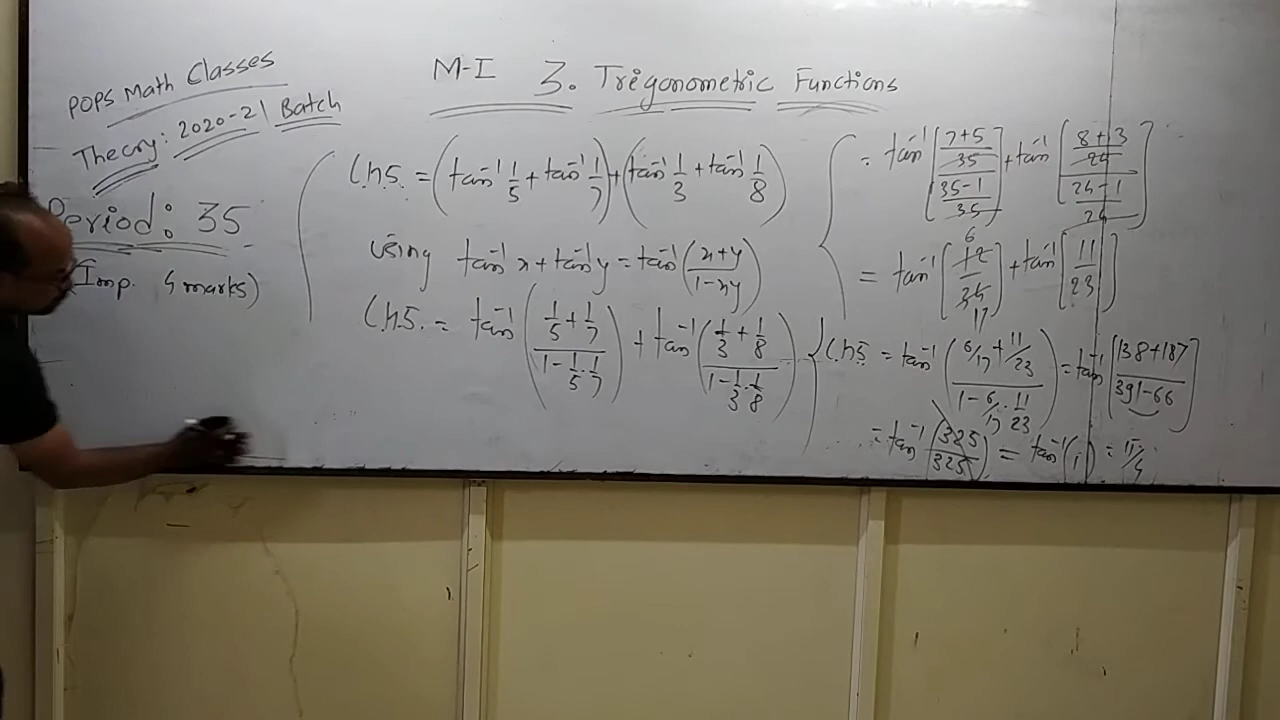 POPS Math Classes
Theory: 2020-21 Batch
Period: 35
(Imp. 4 marks)
M-I 3. Trigonometric Functions
L.h.S. = (tan⁻¹ 1/5 + tan⁻¹ 1/7) + (tan⁻¹ 1/3 + tan⁻¹ 1/8)
using tan⁻¹x + tan⁻¹y = tan⁻¹((x+y)/(1-xy))
L.h.S. = tan⁻¹((1/5 + 1/7)/(1 - 1/5 · 1/7)) + tan⁻¹((1/3 + 1/8)/(1 - 1/3 · 1/8))
= tan⁻¹[((7+5)/35)/((35-1)/35)] + tan⁻¹[((8+3)/24)/((24-1)/24)]
= tan⁻¹[12/34] + tan⁻¹[11/23]
6
17
L.h.S = tan⁻¹((6/17 + 11/23)/(1 - 6/17 · 11/23)) = tan⁻¹[(138+187)/(391-66)]
= tan⁻¹(325/325) = tan⁻¹(1) = π/4